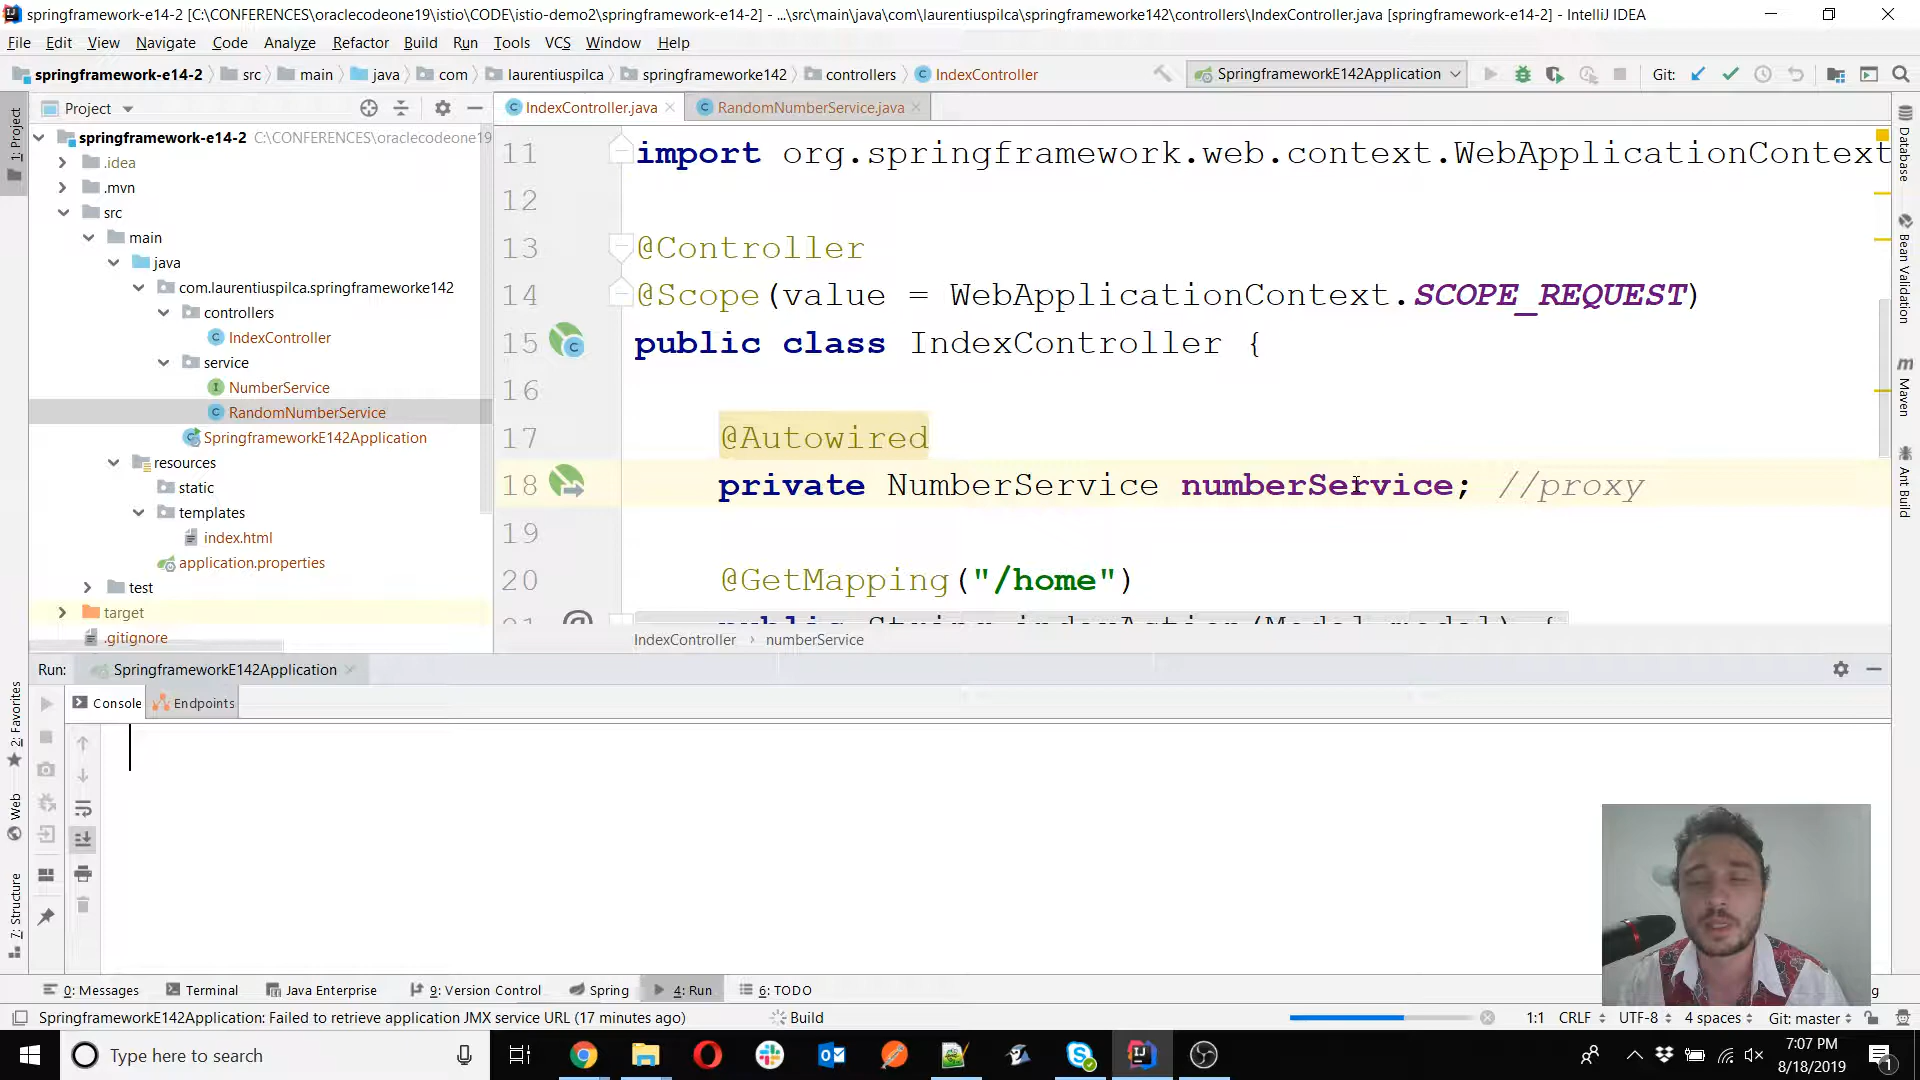 springframework-e14-2 [C:\CONFERENCES\oraclecodeone19\istio\CODE\istio-demo2\springframework-e14-2] - ...\src\main\java\com\laurentiuspilca\springframeworke142\controllers\IndexController.java [springframework-e14-2] - IntelliJ IDEA
File Edit View Navigate Code Analyze Refactor Build Run Tools VCS Window Help
springframework-e14-2 src main java com laurentiuspilca springframeworke142 controllers IndexController
SpringframeworkE142Application Git:
Project
IndexController.java RandomNumberService.java
springframework-e14-2 C:\CONFERENCES\oraclecodeone19
.idea
.mvn
src
main
java
com.laurentiuspilca.springframeworke142
controllers
IndexController
service
NumberService
RandomNumberService
SpringframeworkE142Application
resources
static
templates
index.html
application.properties
test
target
.gitignore
11 import org.springframework.web.context.WebApplicationContext
12
13 @Controller
14 @Scope(value = WebApplicationContext.SCOPE_REQUEST)
15 public class IndexController {
16
17 @Autowired
18 private NumberService numberService; //proxy
19
20 @GetMapping("/home")
21 public String indexAction(Model model) {
IndexController numberService
1: Project
2: Favorites
Web
7: Structure
Database
Bean Validation
Maven
Ant Build
Run: SpringframeworkE142Application
Console Endpoints
0: Messages Terminal Java Enterprise 9: Version Control Spring 4: Run 6: TODO
SpringframeworkE142Application: Failed to retrieve application JMX service URL (17 minutes ago) Build 1:1 CRLF UTF-8 4 spaces Git: master
Type here to search
7:07 PM
8/18/2019
1